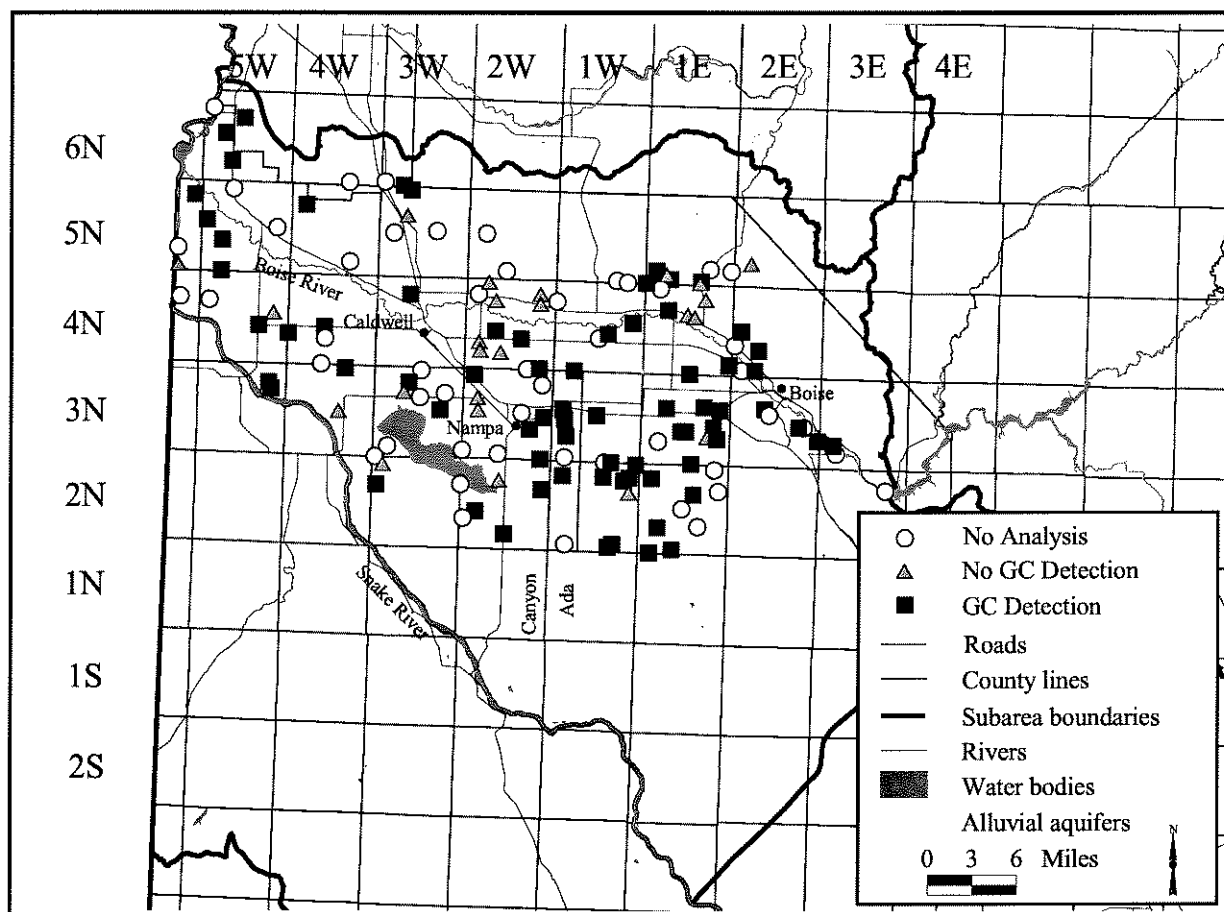 5W 4W 3W 2W 1W 1E 2E 3E 4E
6N
5N
Boise River
4N
Caldwell
Boise
3N
Nampa
2N
1N
Snake River
Canyon
Ada
1S
2S
No Analysis
No GC Detection
GC Detection
Roads
County lines
Subarea boundaries
Rivers
Water bodies
Alluvial aquifers
N
0 3 6 Miles